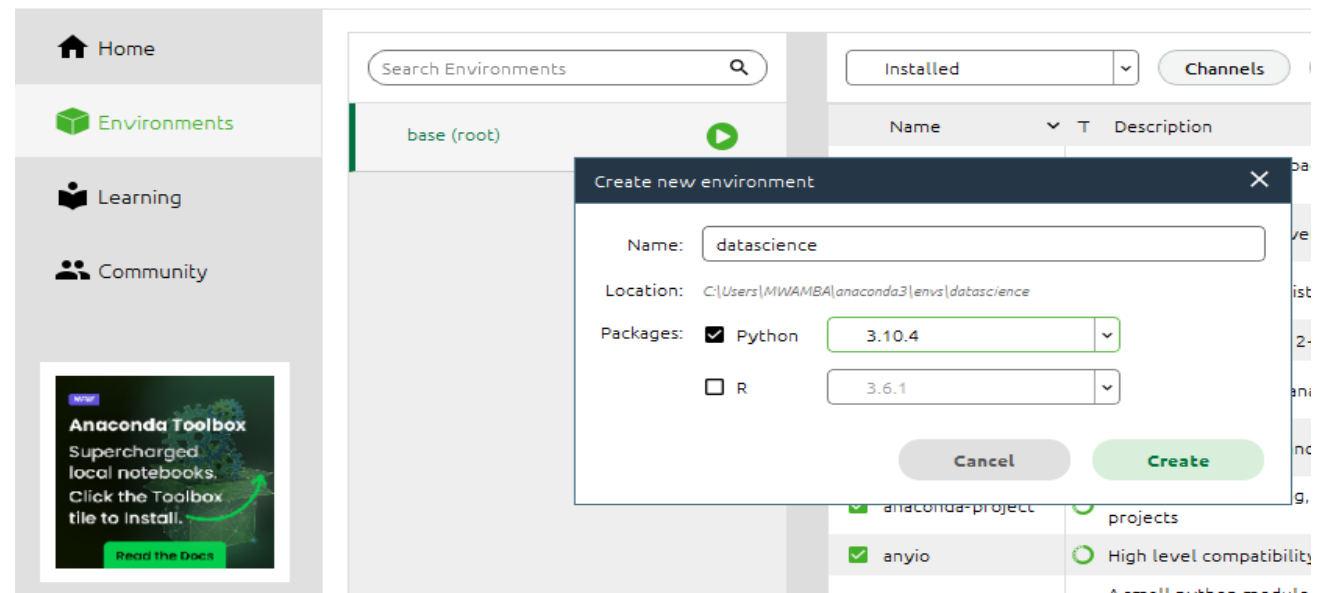 Home
Environments
Learning
Community
NEW
Anaconda Toolbox
Supercharged
local notebooks.
Click the Toolbox
tile to Install.
Read the Docs
Search Environments
base (root)
Installed
Channels
Name
T
Description
Create new environment
Name:
datascience
Location:
C:\Users\MWAMBA\anaconda3\envs\datascience
Packages:
Python
3.10.4
R
3.6.1
Cancel
Create
anaconda-project
projects
anyio
High level compatibility